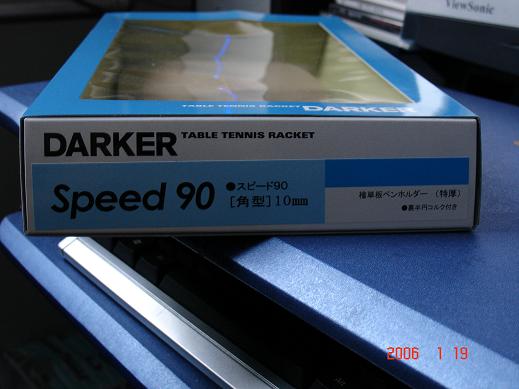 ViewSonic
TABLE TENNIS RACKET DARKER
DARKER TABLE TENNIS RACKET
Speed 90
●スピード90
[角型]10mm
檜単板ペンホルダー（特厚）
●裏半円コルク付き
2006 1 19